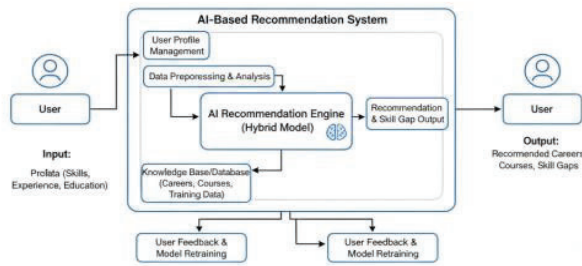 AI-Based Recommendation System
User Profile
Management
Data Preporessing & Analysis
AI Recommendation Engine
(Hybrid Model)
Recommendation
& Skill Gap Output
Knowledge Base/Database
(Careers, Courses,
Training Data)
User
Input:
Prolata (Skills,
Experience, Education)
User
Output:
Recommended Careers
Courses, Skill Gaps
User Feedback &
Model Retraining
User Feedback &
Model Retraining